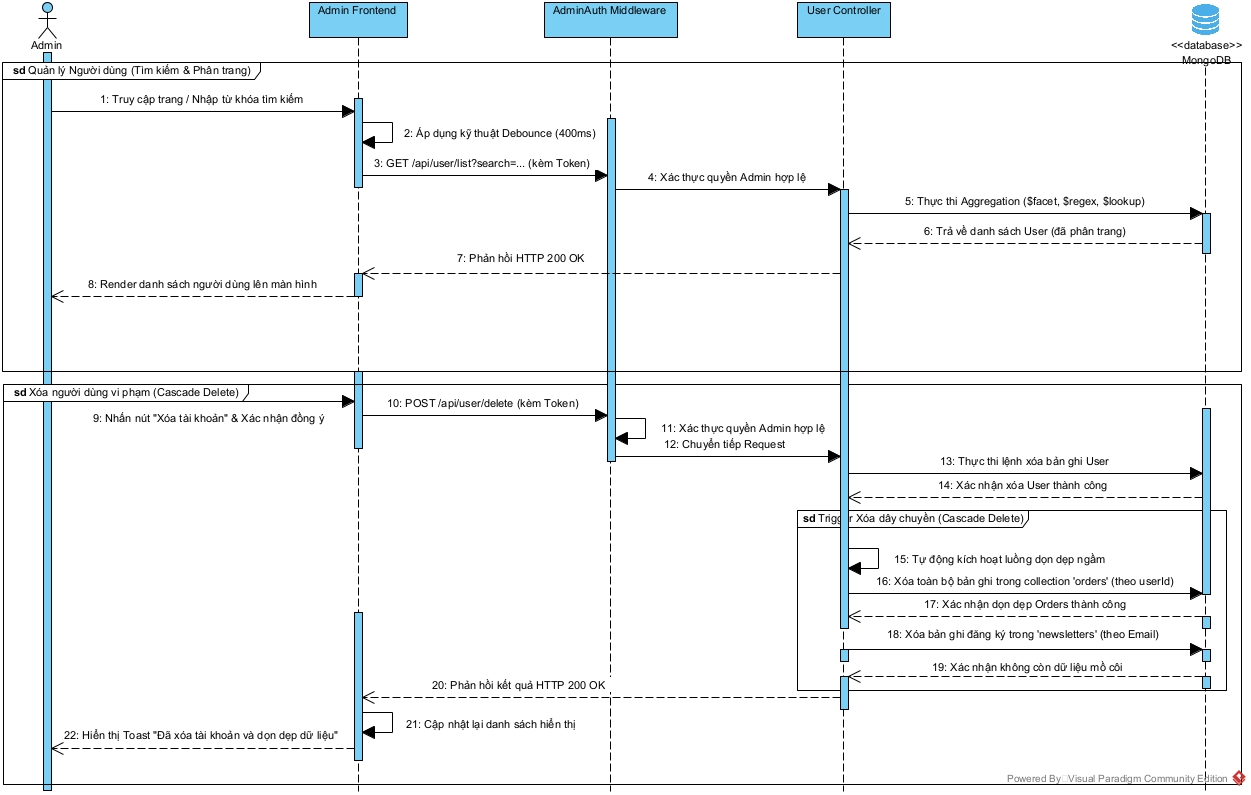 Admin Frontend
AdminAuth Middleware
User Controller
Admin
<<database>>
MongoDB
sd Quản lý Người dùng (Tìm kiếm & Phân trang)
1: Truy cập trang / Nhập từ khóa tìm kiếm
2: Áp dụng kỹ thuật Debounce (400ms)
3: GET /api/user/list?search=... (kèm Token)
4: Xác thực quyền Admin hợp lệ
5: Thực thi Aggregation ($facet, $regex, $lookup)
6: Trả về danh sách User (đã phân trang)
7: Phản hồi HTTP 200 OK
8: Render danh sách người dùng lên màn hình
sd Xóa người dùng vi phạm (Cascade Delete)
9: Nhấn nút "Xóa tài khoản" & Xác nhận đồng ý
10: POST /api/user/delete (kèm Token)
11: Xác thực quyền Admin hợp lệ
12: Chuyển tiếp Request
13: Thực thi lệnh xóa bản ghi User
14: Xác nhận xóa User thành công
sd Trigger Xóa dây chuyền (Cascade Delete)
15: Tự động kích hoạt luồng dọn dẹp ngầm
16: Xóa toàn bộ bản ghi trong collection 'orders' (theo userId)
17: Xác nhận dọn dẹp Orders thành công
18: Xóa bản ghi đăng ký trong 'newsletters' (theo Email)
19: Xác nhận không còn dữ liệu mồ côi
20: Phản hồi kết quả HTTP 200 OK
21: Cập nhật lại danh sách hiển thị
22: Hiển thị Toast "Đã xóa tài khoản và dọn dẹp dữ liệu"
Powered By Visual Paradigm Community Edition